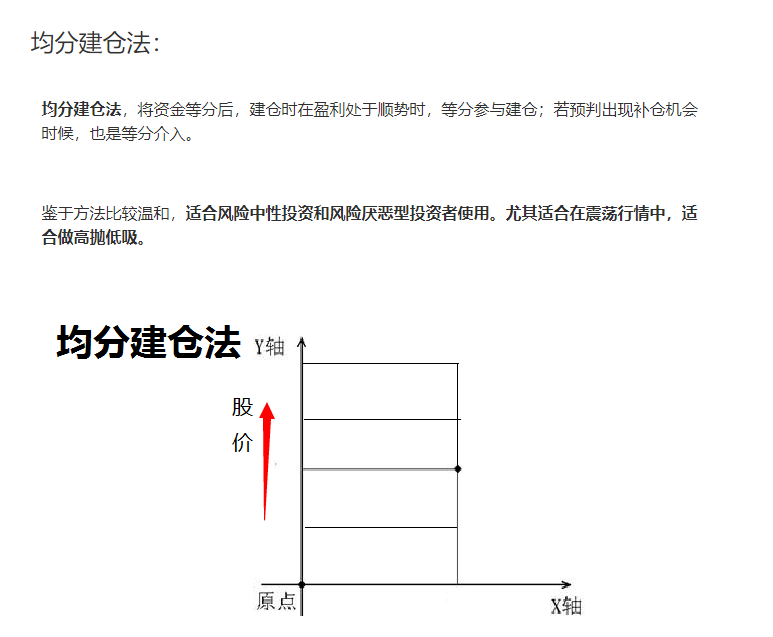 均分建仓法：
均分建仓法，将资金等分后，建仓时在盈利处于顺势时，等分参与建仓；若预判出现补仓机会
时候，也是等分介入。
鉴于方法比较温和，适合风险中性投资和风险厌恶型投资者使用。尤其适合在震荡行情中，适
合做高抛低吸。
均分建仓法
Y轴
股
价
原点
X轴